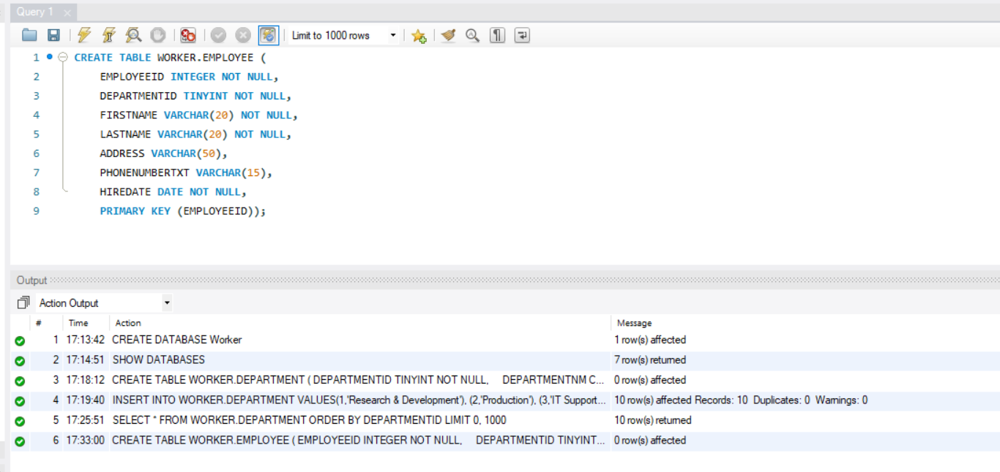 Query 1
Limit to 1000 rows
1 CREATE TABLE WORKER.EMPLOYEE (
2 EMPLOYEEID INTEGER NOT NULL,
3 DEPARTMENTID TINYINT NOT NULL,
4 FIRSTNAME VARCHAR(20) NOT NULL,
5 LASTNAME VARCHAR(20) NOT NULL,
6 ADDRESS VARCHAR(50),
7 PHONENUMBERTXT VARCHAR(15),
8 HIREDATE DATE NOT NULL,
9 PRIMARY KEY (EMPLOYEEID));
Output
Action Output
# Time Action Message
1 17:13:42 CREATE DATABASE Worker 1 row(s) affected
2 17:14:51 SHOW DATABASES 7 row(s) returned
3 17:18:12 CREATE TABLE WORKER.DEPARTMENT ( DEPARTMENTID TINYINT NOT NULL, DEPARTMENTNM C... 0 row(s) affected
4 17:19:40 INSERT INTO WORKER.DEPARTMENT VALUES(1,'Research & Development'), (2,'Production'), (3,'IT Support... 10 row(s) affected Records: 10 Duplicates: 0 Warnings: 0
5 17:25:51 SELECT * FROM WORKER.DEPARTMENT ORDER BY DEPARTMENTID LIMIT 0, 1000 10 row(s) returned
6 17:33:00 CREATE TABLE WORKER.EMPLOYEE ( EMPLOYEEID INTEGER NOT NULL, DEPARTMENTID TINYINT... 0 row(s) affected